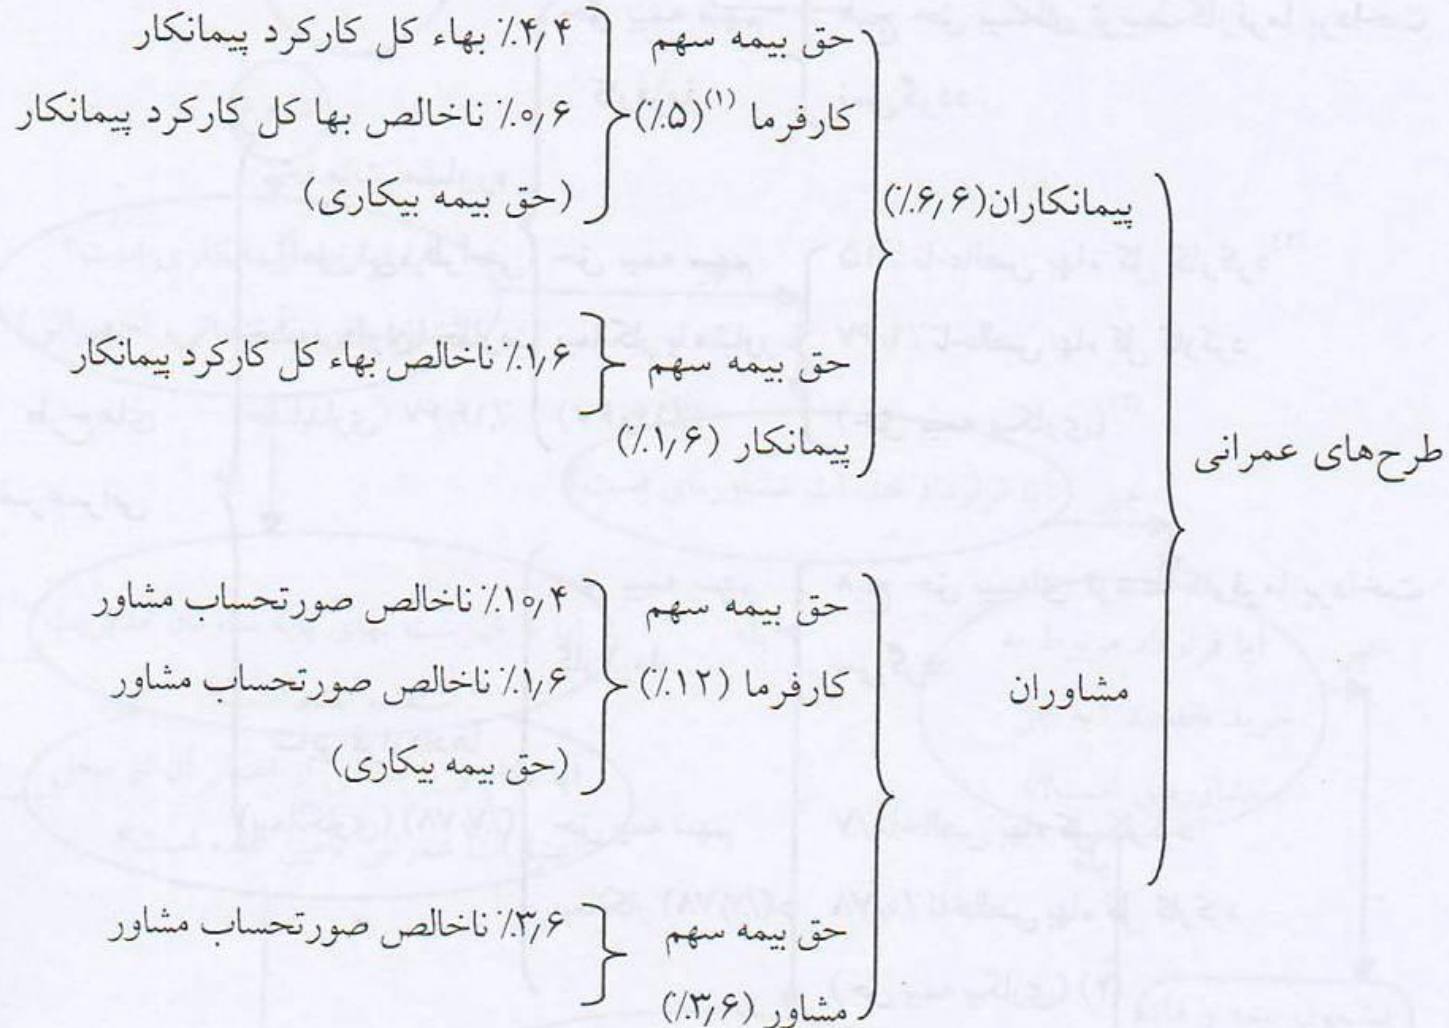 طرح‌های عمرانی
پیمانکاران (٪۶٫۶)
حق بیمه سهم
کارفرما (۱)(٪۵)
٪۴٫۴ بهاء کل کارکرد پیمانکار
٪۰٫۶ ناخالص بها کل کارکرد پیمانکار
(حق بیمه بیکاری)
حق بیمه سهم
پیمانکار (٪۱٫۶)
٪۱٫۶ ناخالص بهاء کل کارکرد پیمانکار
مشاوران
حق بیمه سهم
کارفرما (٪۱۲)
٪۱۰٫۴ ناخالص صورتحساب مشاور
٪۱٫۶ ناخالص صورتحساب مشاور
(حق بیمه بیکاری)
حق بیمه سهم
مشاور (٪۳٫۶)
٪۳٫۶ ناخالص صورتحساب مشاور